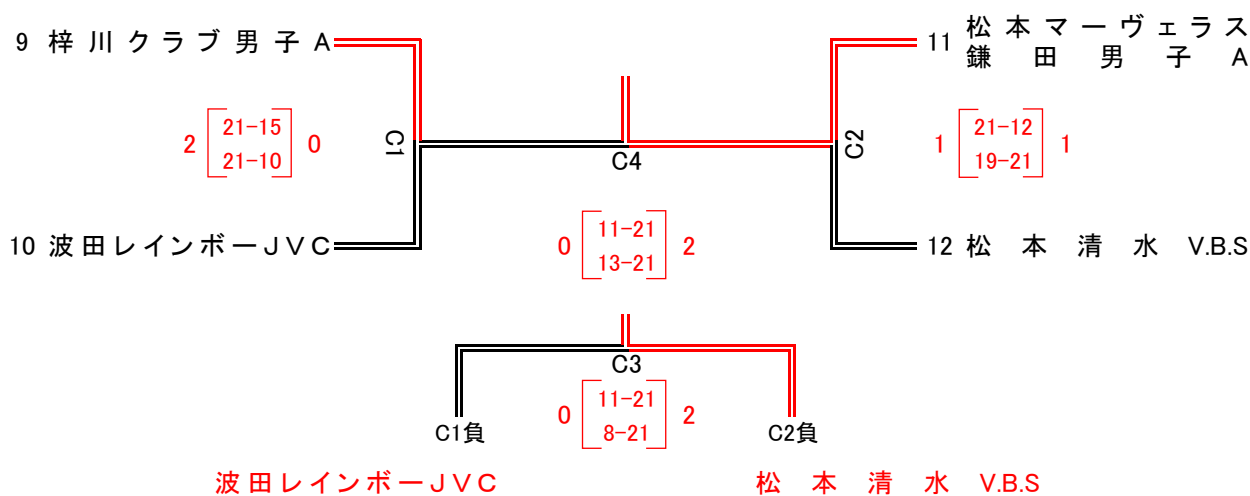 9 梓川クラブ男子A
11 松本マーヴェラス
鎌田男子A
2 21-15 0
21-10
C1
C4
C2
1 21-12 1
19-21
10 波田レインボーJVC
0 11-21 2
13-21
12 松本清水 V.B.S
C3
0 11-21 2
8-21
C1負
C2負
波田レインボーJVC
松本清水 V.B.S